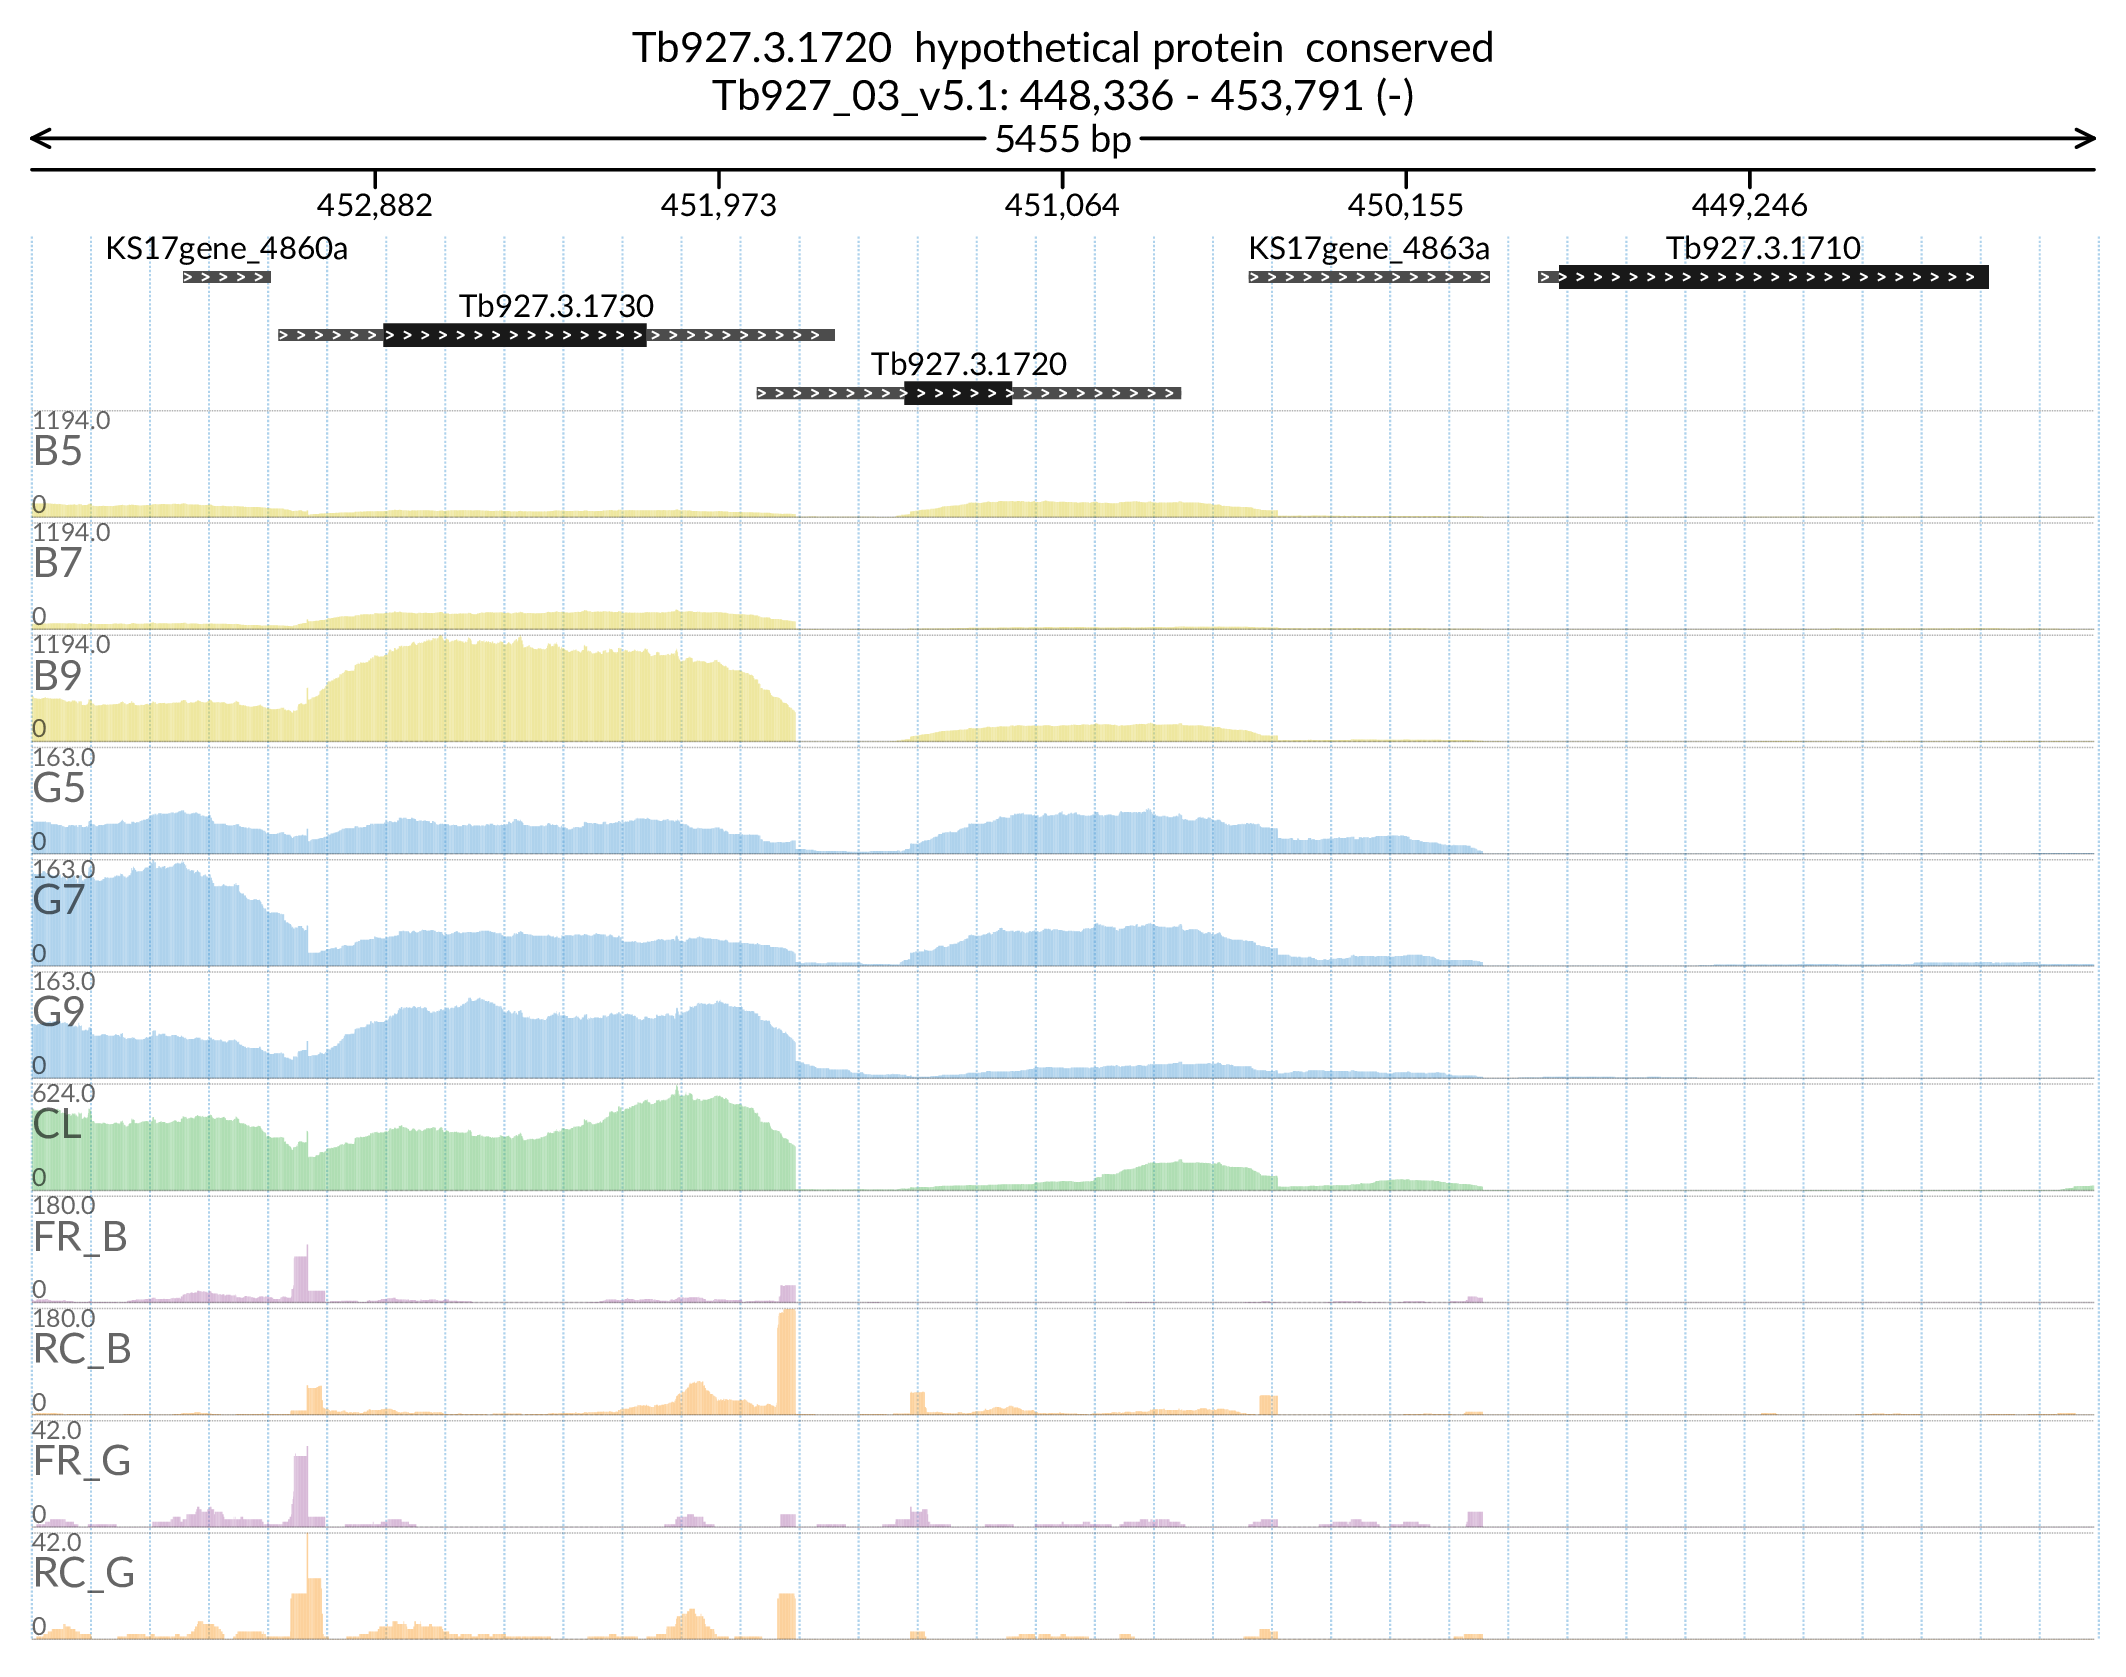 Tb927.3.1720 hypothetical protein conserved
Tb927_03_v5.1: 448,336 - 453,791 (-)
5455 bp
452,882 451,973 451,064 450,155 449,246
KS17gene_4860a KS17gene_4863a Tb927.3.1710
Tb927.3.1730
Tb927.3.1720
1194.0
B5
0
1194.0
B7
0
1194.0
B9
0
163.0
G5
0
163.0
G7
0
163.0
G9
0
624.0
CL
0
180.0
FR_B
0
180.0
RC_B
0
42.0
FR_G
0
42.0
RC_G
0